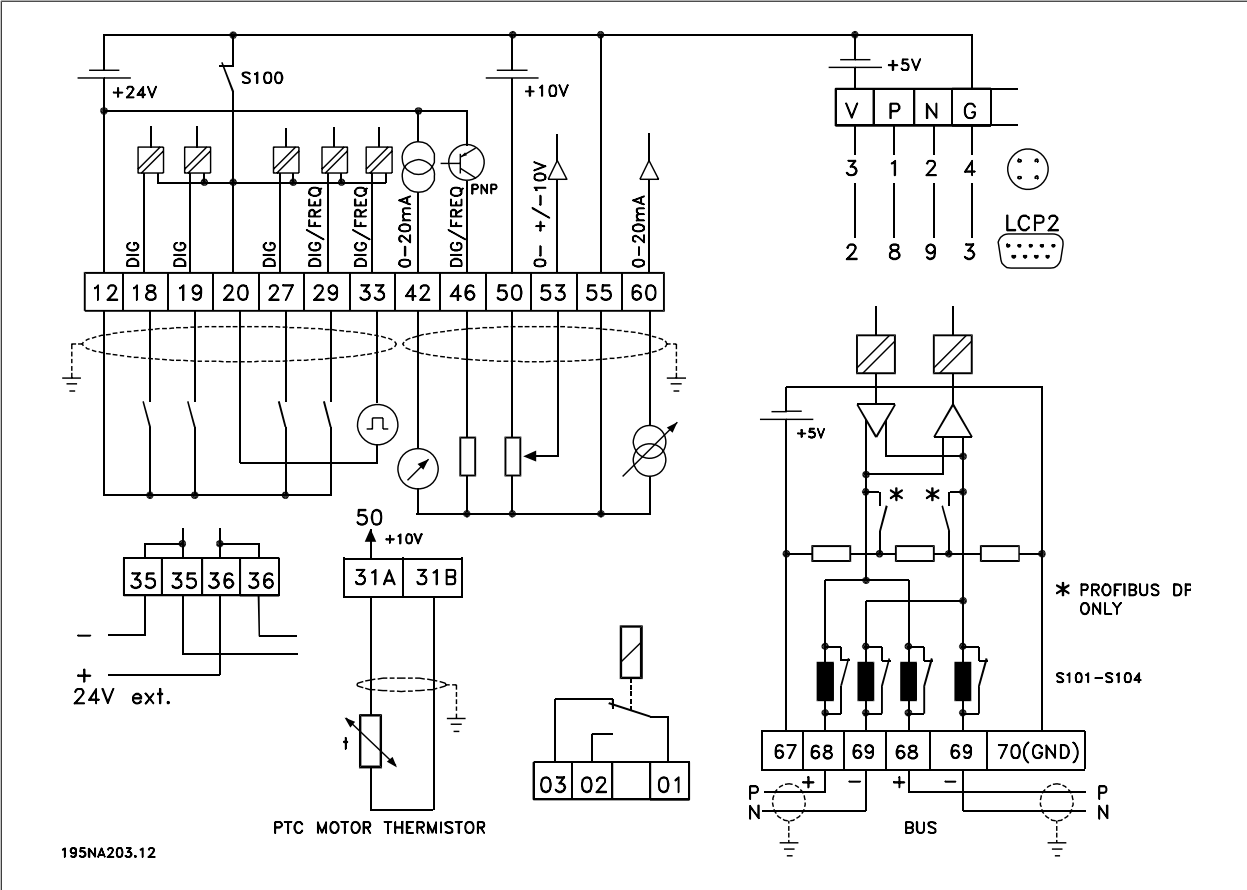 S100
+24V
+10V
+5V
V P N G
3 1 2 4
2 8 9 3
LCP2
PNP
DIG
DIG
DIG
DIG/FREQ
DIG/FREQ
0-20mA
DIG/FREQ
0- +/-10V
0-20mA
12 18 19 20 27 29 33 42 46 50 53 55 60
+5V
* *
* PROFIBUS DP
ONLY
S101-S104
67 68 69 68 69 70(GND)
+ - + -
P P
N N
BUS
35 35 36 36
-
+
24V ext.
50
+10V
31A 31B
t
PTC MOTOR THERMISTOR
03 02 01
195NA203.12